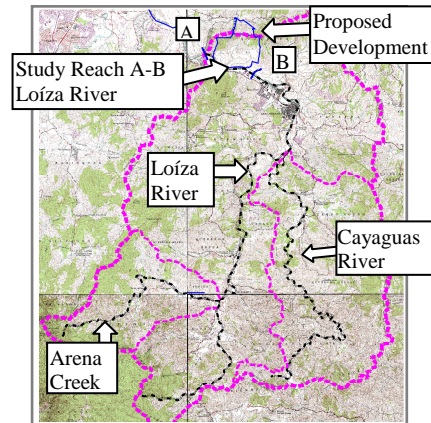 A
Proposed
Development
Study Reach A-B
Loíza River
B
Loíza
River
Cayaguas
River
Arena
Creek